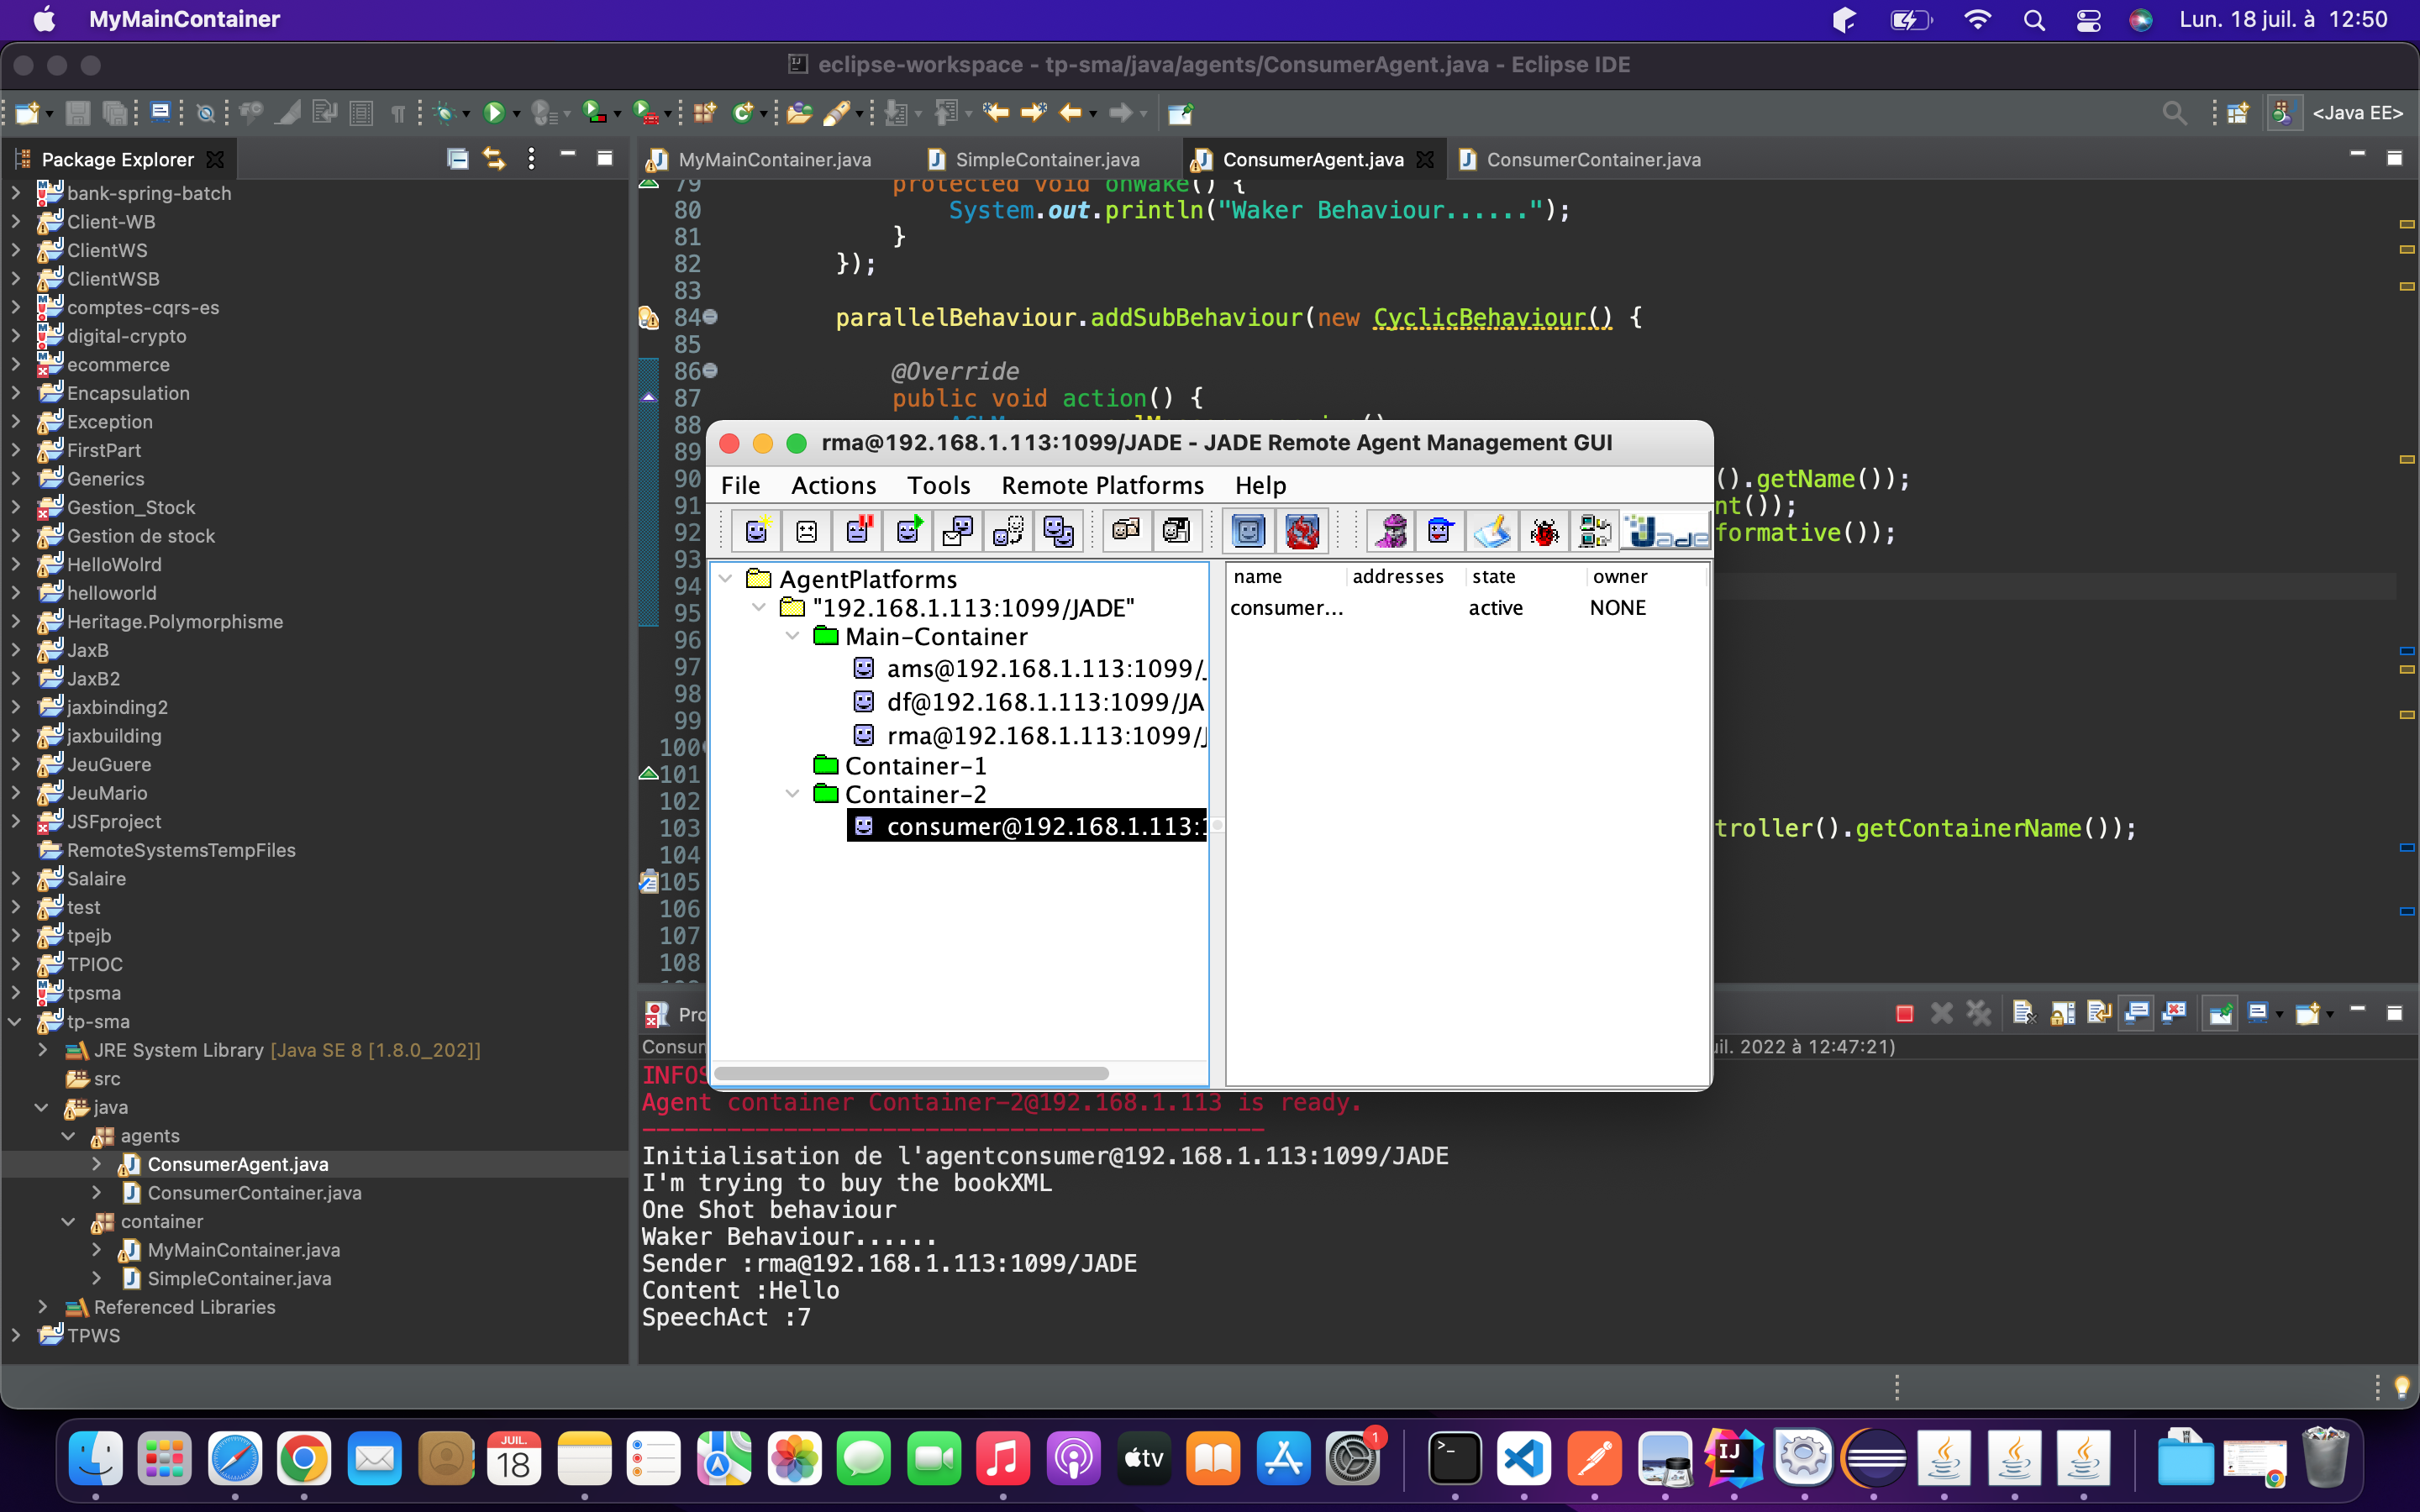 MyMainContainer
Lun. 18 juil. à 12:50
eclipse-workspace - tp-sma/java/agents/ConsumerAgent.java - Eclipse IDE
<Java EE>
Package Explorer
bank-spring-batch
Client-WB
ClientWS
ClientWSB
comptes-cqrs-es
digital-crypto
ecommerce
Encapsulation
Exception
FirstPart
Generics
Gestion_Stock
Gestion de stock
HelloWolrd
helloworld
Heritage.Polymorphisme
JaxB
JaxB2
jaxbinding2
jaxbuilding
JeuGuere
JeuMario
JSFproject
RemoteSystemsTempFiles
Salaire
test
tpejb
TPIOC
tpsma
tp-sma
JRE System Library [Java SE 8 [1.8.0_202]]
src
java
agents
ConsumerAgent.java
ConsumerContainer.java
container
MyMainContainer.java
SimpleContainer.java
Referenced Libraries
TPWS
MyMainContainer.java
SimpleContainer.java
ConsumerAgent.java
ConsumerContainer.java
79 protected void onWake() {
80 System.out.println("Waker Behaviour......");
81 }
82 });
83
84 parallelBehaviour.addSubBehaviour(new CyclicBehaviour() {
85
86 @Override
87 public void action() {
88
89
90 ().getName());
91 nt());
92 formative());
93
94
95
96
97
98
99
100
101
102
103 troller().getContainerName());
104
105
106
107
108
rma@192.168.1.113:1099/JADE - JADE Remote Agent Management GUI
File Actions Tools Remote Platforms Help
Jade
AgentPlatforms
"192.168.1.113:1099/JADE"
Main-Container
ams@192.168.1.113:1099/
df@192.168.1.113:1099/JA
rma@192.168.1.113:1099/J
Container-1
Container-2
consumer@192.168.1.113:1
name addresses state owner
consumer... active NONE
Pro
Consum
uil. 2022 à 12:47:21)
INFOS
Agent container Container-2@192.168.1.113 is ready.
--------------------------------------------
Initialisation de l'agentconsumer@192.168.1.113:1099/JADE
I'm trying to buy the bookXML
One Shot behaviour
Waker Behaviour......
Sender :rma@192.168.1.113:1099/JADE
Content :Hello
SpeechAct :7
JUIL.
18
tv
1
IJ